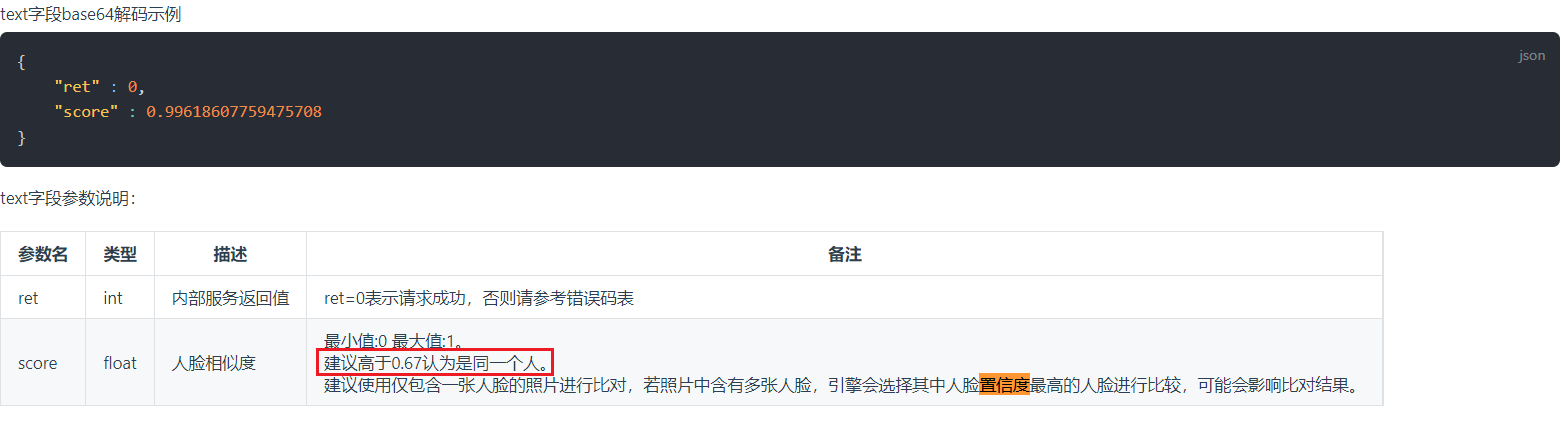 text字段base64解码示例
json
{
"ret" : 0,
"score" : 0.99618607759475708
}
text字段参数说明：
参数名 类型 描述 备注
ret int 内部服务返回值 ret=0表示请求成功，否则请参考错误码表
score float 人脸相似度 最小值:0 最大值:1。
建议高于0.67认为是同一个人。
建议使用仅包含一张人脸的照片进行比对，若照片中含有多张人脸，引擎会选择其中人脸置信度最高的人脸进行比较，可能会影响比对结果。